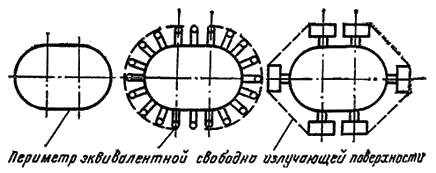 Периметр эквивалентной свободно излучающей поверхности